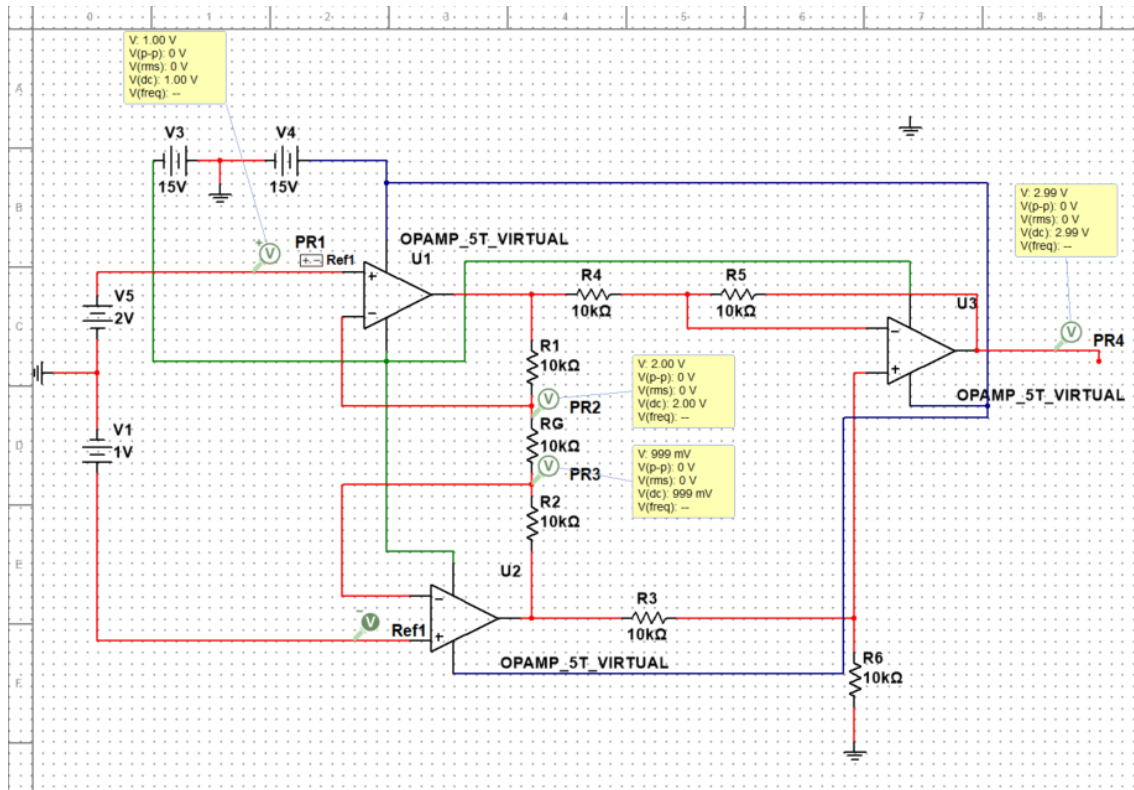 0 1 2 3 4 5 6 7 8
A
B
C
D
E
F
V: 1.00 V
V(p-p): 0 V
V(rms): 0 V
V(dc): 1.00 V
V(freq): --
V3
15V
V4
15V
PR1
+ -
Ref1
V
+
OPAMP_5T_VIRTUAL
U1
+
−
V: 2.99 V
V(p-p): 0 V
V(rms): 0 V
V(dc): 2.99 V
V(freq): --
V
PR4
V5
2V
R4
10kΩ
R5
10kΩ
U3
−
+
OPAMP_5T_VIRTUAL
R1
10kΩ
V: 2.00 V
V(p-p): 0 V
V(rms): 0 V
V(dc): 2.00 V
V(freq): --
V
PR2
RG
10kΩ
V: 999 mV
V(p-p): 0 V
V(rms): 0 V
V(dc): 999 mV
V(freq): --
V
PR3
V1
1V
R2
10kΩ
U2
−
+
OPAMP_5T_VIRTUAL
−
V
Ref1
R3
10kΩ
R6
10kΩ